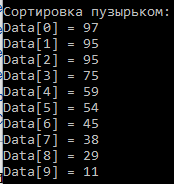 Сортировка пузырьком:
Data[0] = 97
Data[1] = 95
Data[2] = 95
Data[3] = 75
Data[4] = 59
Data[5] = 54
Data[6] = 45
Data[7] = 38
Data[8] = 29
Data[9] = 11